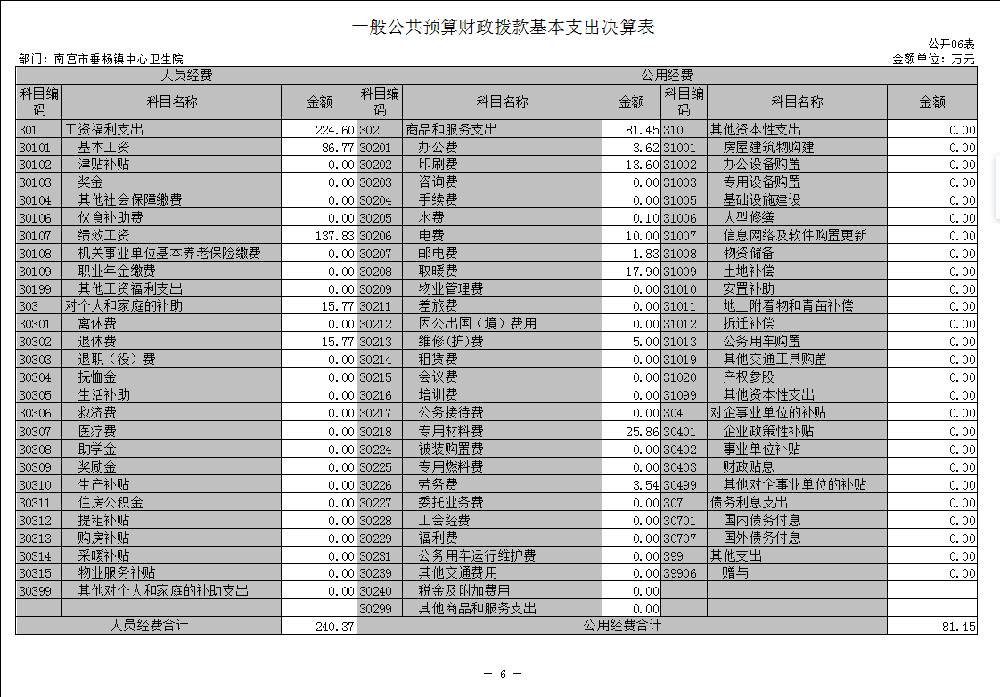 一般公共预算财政拨款基本支出决算表
公开06表
部门：南宫市垂杨镇中心卫生院 金额单位：万元
人员经费 公用经费
科目编码 科目名称 金额 科目编码 科目名称 金额 科目编码 科目名称 金额
301 工资福利支出 224.60 302 商品和服务支出 81.45 310 其他资本性支出 0.00
30101 基本工资 86.77 30201 办公费 3.62 31001 房屋建筑物购建 0.00
30102 津贴补贴 0.00 30202 印刷费 13.60 31002 办公设备购置 0.00
30103 奖金 0.00 30203 咨询费 0.00 31003 专用设备购置 0.00
30104 其他社会保障缴费 0.00 30204 手续费 0.00 31005 基础设施建设 0.00
30106 伙食补助费 0.00 30205 水费 0.10 31006 大型修缮 0.00
30107 绩效工资 137.83 30206 电费 10.00 31007 信息网络及软件购置更新 0.00
30108 机关事业单位基本养老保险缴费 0.00 30207 邮电费 1.83 31008 物资储备 0.00
30109 职业年金缴费 0.00 30208 取暖费 17.90 31009 土地补偿 0.00
30199 其他工资福利支出 0.00 30209 物业管理费 0.00 31010 安置补助 0.00
303 对个人和家庭的补助 15.77 30211 差旅费 0.00 31011 地上附着物和青苗补偿 0.00
30301 离休费 0.00 30212 因公出国（境）费用 0.00 31012 拆迁补偿 0.00
30302 退休费 15.77 30213 维修(护)费 5.00 31013 公务用车购置 0.00
30303 退职（役）费 0.00 30214 租赁费 0.00 31019 其他交通工具购置 0.00
30304 抚恤金 0.00 30215 会议费 0.00 31020 产权参股 0.00
30305 生活补助 0.00 30216 培训费 0.00 31099 其他资本性支出 0.00
30306 救济费 0.00 30217 公务接待费 0.00 304 对企事业单位的补贴 0.00
30307 医疗费 0.00 30218 专用材料费 25.86 30401 企业政策性补贴 0.00
30308 助学金 0.00 30224 被装购置费 0.00 30402 事业单位补贴 0.00
30309 奖励金 0.00 30225 专用燃料费 0.00 30403 财政贴息 0.00
30310 生产补贴 0.00 30226 劳务费 3.54 30499 其他对企事业单位的补贴 0.00
30311 住房公积金 0.00 30227 委托业务费 0.00 307 债务利息支出 0.00
30312 提租补贴 0.00 30228 工会经费 0.00 30701 国内债务付息 0.00
30313 购房补贴 0.00 30229 福利费 0.00 30707 国外债务付息 0.00
30314 采暖补贴 0.00 30231 公务用车运行维护费 0.00 399 其他支出 0.00
30315 物业服务补贴 0.00 30239 其他交通费用 0.00 39906 赠与 0.00
30399 其他对个人和家庭的补助支出 0.00 30240 税金及附加费用 0.00
30299 其他商品和服务支出 0.00
人员经费合计 240.37 公用经费合计 81.45
— 6 —